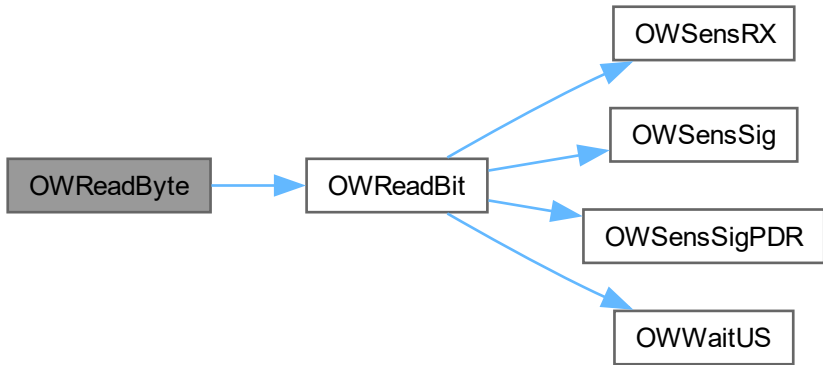 OWReadByte
OWReadBit
OWSensRX
OWSensSig
OWSensSigPDR
OWWaitUS